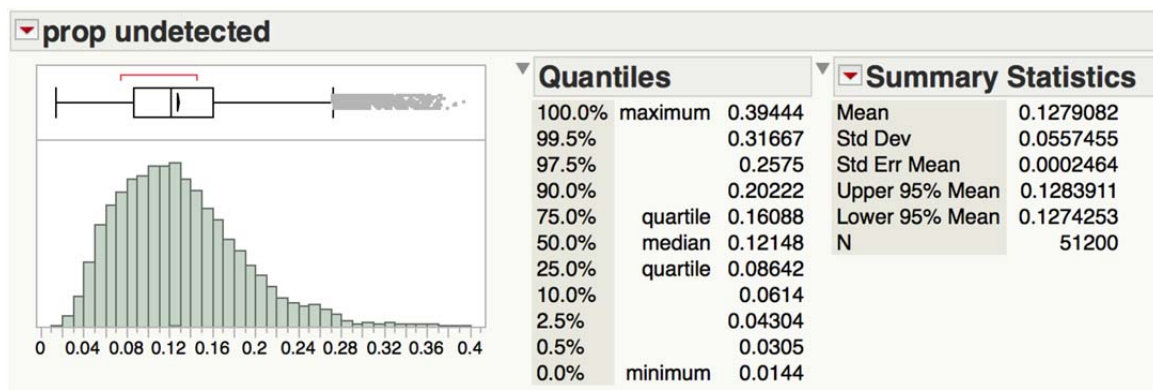 prop undetected
0 0.04 0.08 0.12 0.16 0.2 0.24 0.28 0.32 0.36 0.4
Quantiles
100.0% maximum 0.39444
99.5% 0.31667
97.5% 0.2575
90.0% 0.20222
75.0% quartile 0.16088
50.0% median 0.12148
25.0% quartile 0.08642
10.0% 0.0614
2.5% 0.04304
0.5% 0.0305
0.0% minimum 0.0144
Summary Statistics
Mean 0.1279082
Std Dev 0.0557455
Std Err Mean 0.0002464
Upper 95% Mean 0.1283911
Lower 95% Mean 0.1274253
N 51200